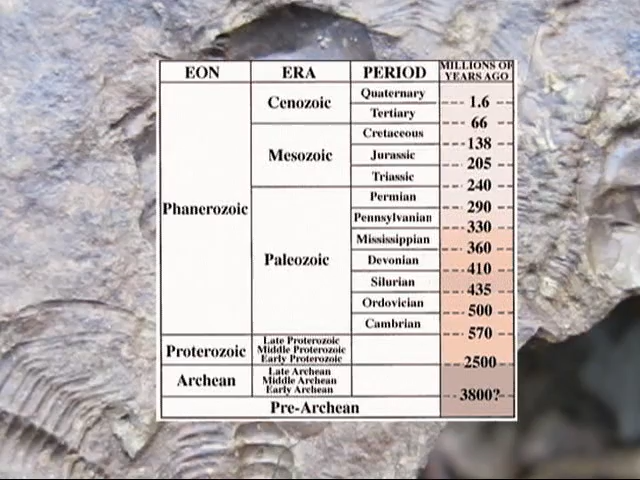 EON ERA PERIOD MILLIONS OF YEARS AGO
Quaternary
Cenozoic
1.6
Tertiary
66
Cretaceous
138
Mesozoic
Jurassic
205
Triassic
240
Permian
290
Phanerozoic
Pennsylvanian
330
Mississippian
360
Paleozoic
Devonian
410
Silurian
435
Ordovician
500
Cambrian
570
Proterozoic
Late Proterozoic
Middle Proterozoic
Early Proterozoic
2500
Archean
Late Archean
Middle Archean
Early Archean
3800?
Pre-Archean